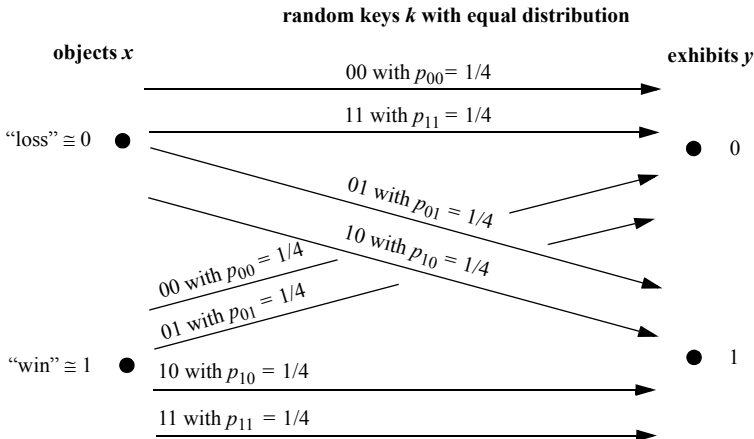 random keys k with equal distribution
objects x
exhibits y
00 with p00 = 1/4
11 with p11 = 1/4
“loss” ≅ 0
0
01 with p01 = 1/4
10 with p10 = 1/4
00 with p00 = 1/4
01 with p01 = 1/4
“win” ≅ 1
1
10 with p10 = 1/4
11 with p11 = 1/4